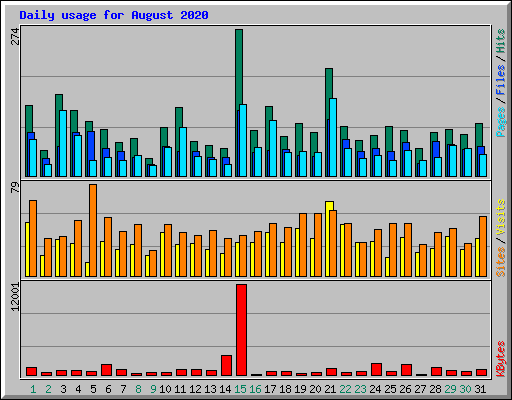 Daily usage for August 2020
274
Pages / Files / Hits
79
Sites / Visits
12001
KBytes
1 2 3 4 5 6 7 8 9 10 11 12 13 14 15 16 17 18 19 20 21 22 23 24 25 26 27 28 29 30 31